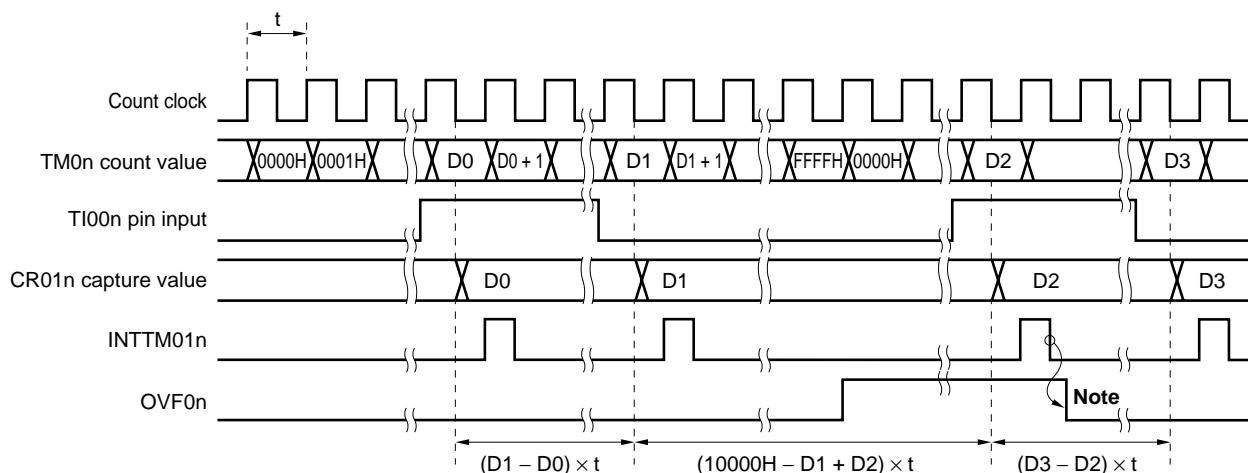 t
Count clock
TM0n count value
0000H 0001H D0 D0 + 1 D1 D1 + 1 FFFFH 0000H D2 D3
TI00n pin input
CR01n capture value
D0 D1 D2 D3
INTTM01n
OVF0n
Note
(D1 − D0) × t (10000H − D1 + D2) × t (D3 − D2) × t